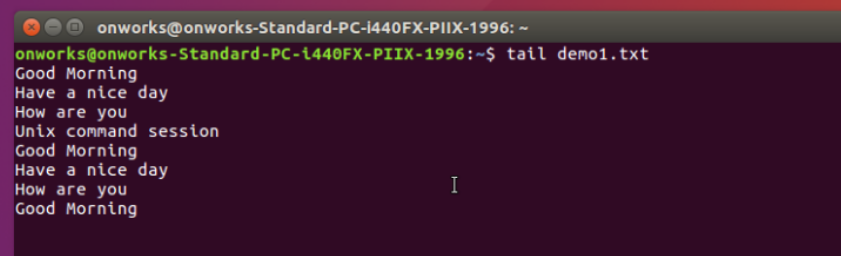 onworks@onworks-Standard-PC-i440FX-PIIX-1996: ~
onworks@onworks-Standard-PC-i440FX-PIIX-1996:~$ tail demo1.txt
Good Morning
Have a nice day
How are you
Unix command session
Good Morning
Have a nice day
How are you
Good Morning